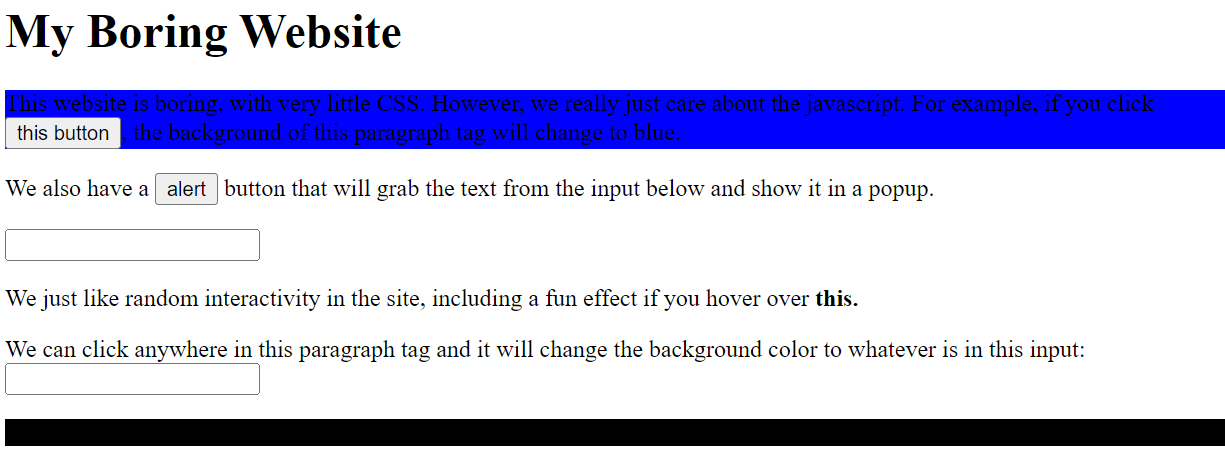 My Boring Website
This website is boring, with very little CSS. However, we really just care about the javascript. For example, if you click
this button, the background of this paragraph tag will change to blue.
We also have a alert button that will grab the text from the input below and show it in a popup.
We just like random interactivity in the site, including a fun effect if you hover over this.
We can click anywhere in this paragraph tag and it will change the background color to whatever is in this input: